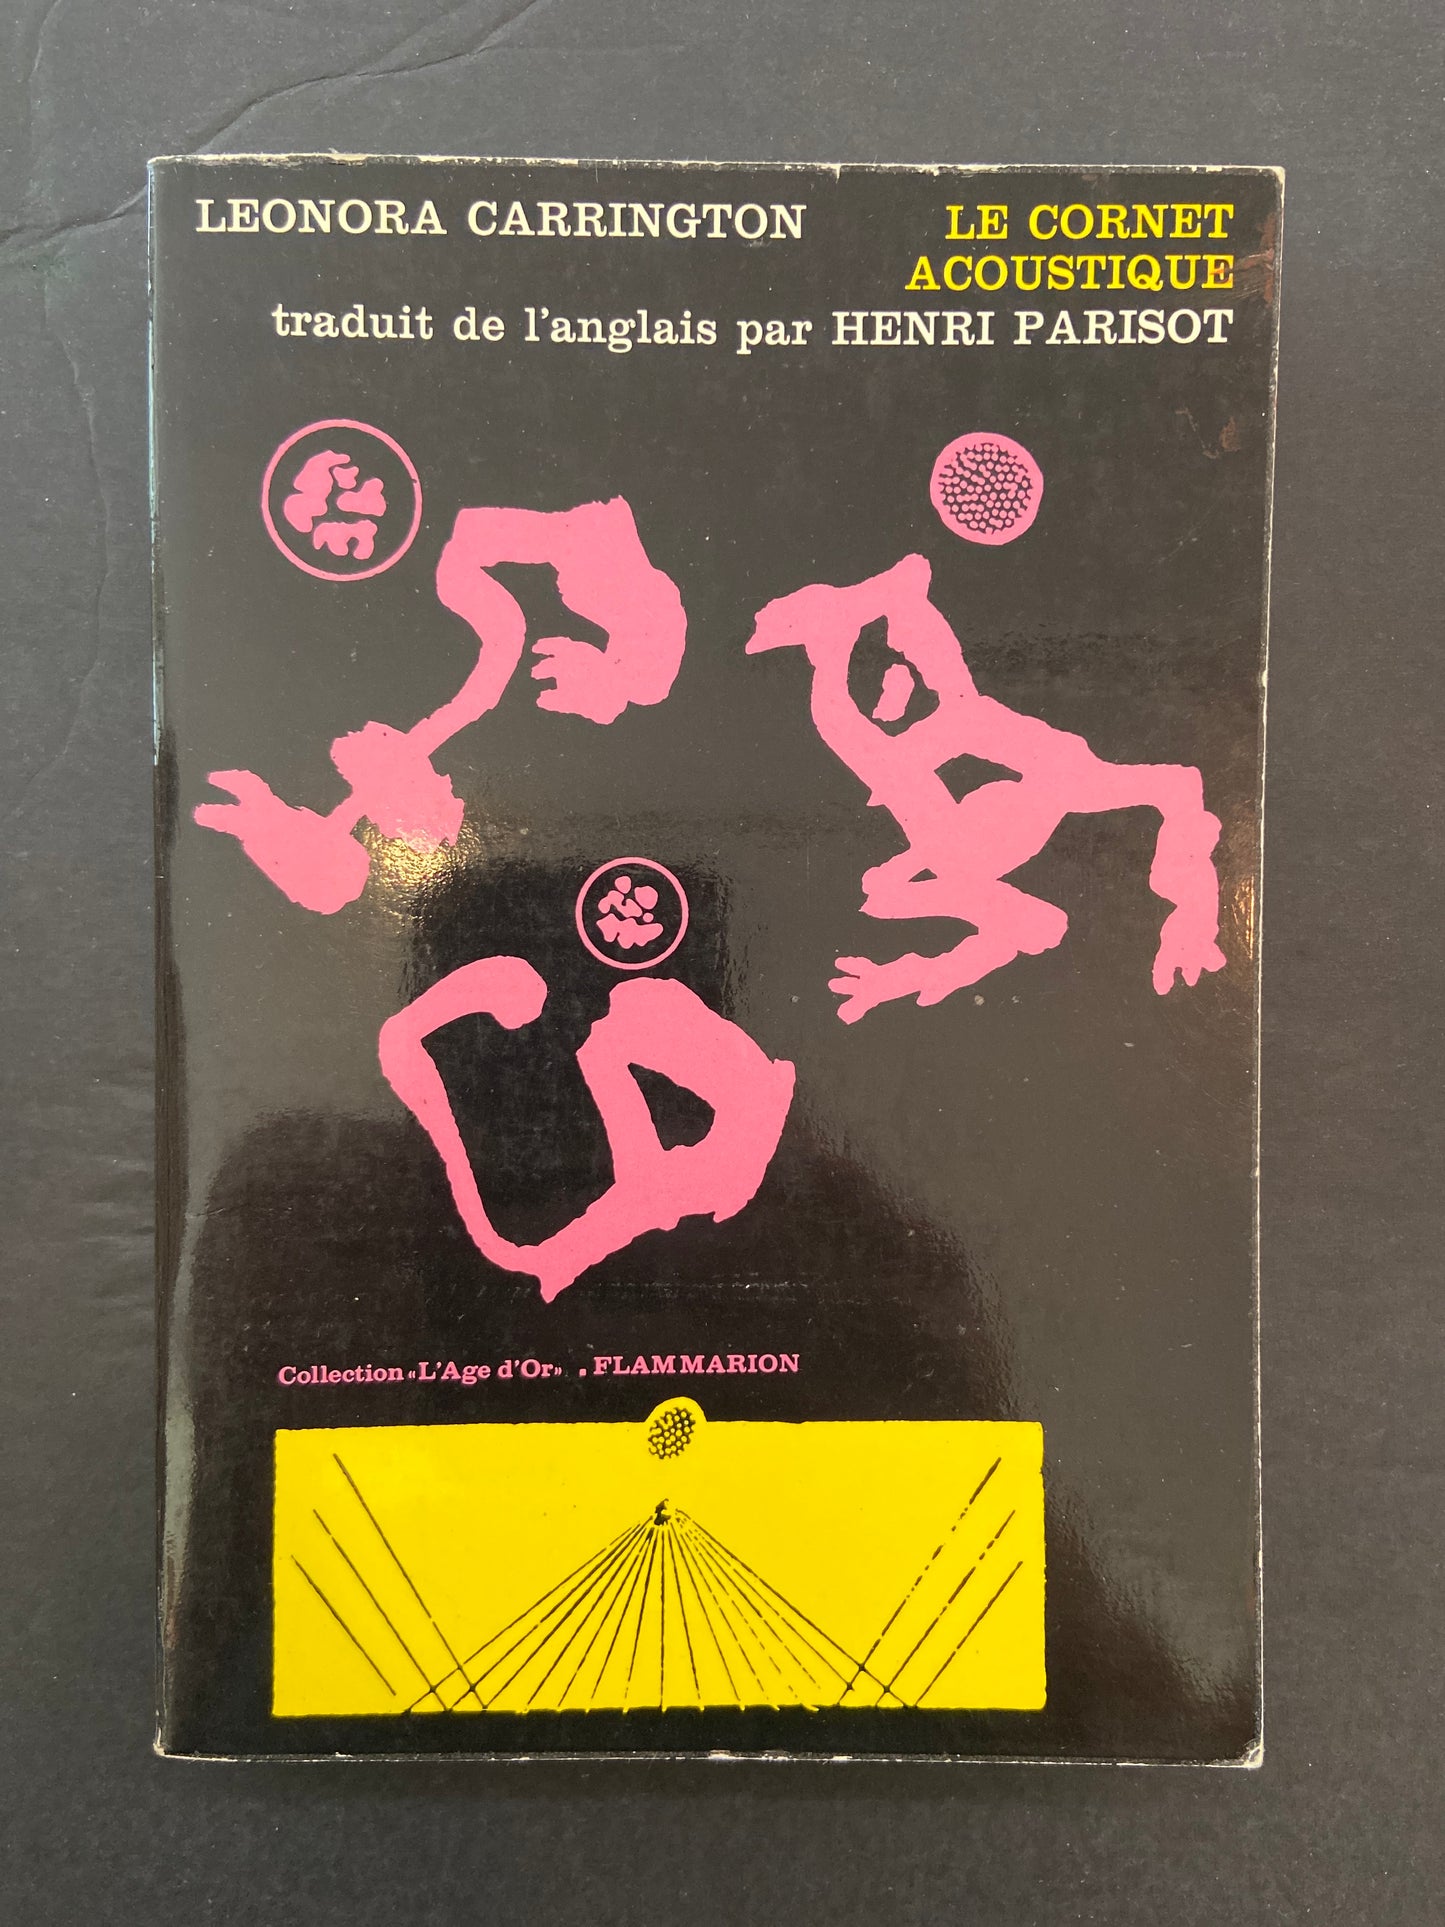 LEONORA CARRINGTON
LE CORNET
ACOUSTIQUE
traduit de l'anglais par HENRI PARISOT
Collection «L'Age d'Or» . FLAMMARION